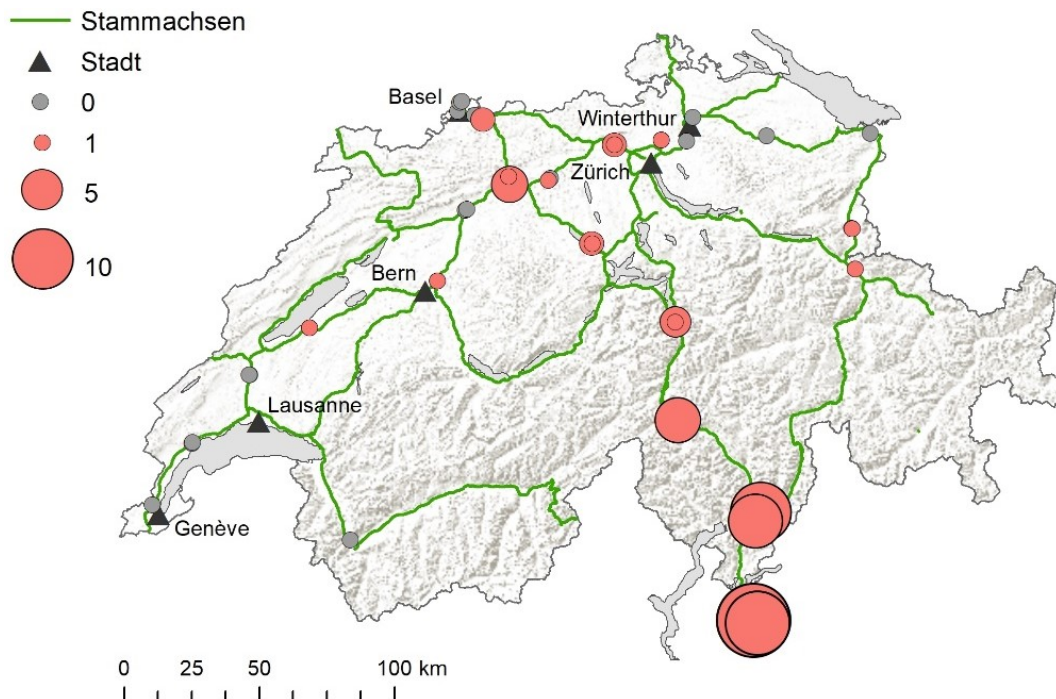 Stammachsen
Stadt
0
1
5
10
Basel
Winterthur
Zürich
Bern
Lausanne
Genève
0 25 50 100 km